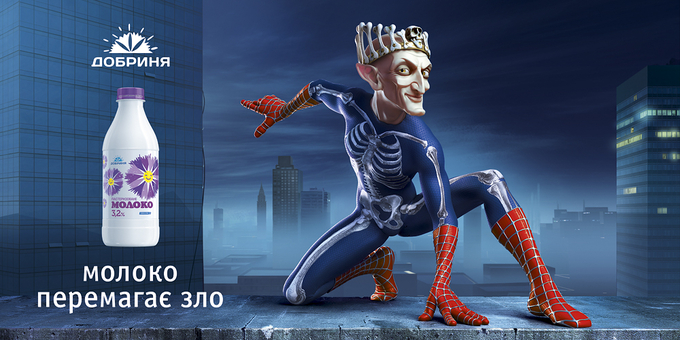 ДОБРИНЯ
МОЛОКО
3,2%
молоко
перемагає зло